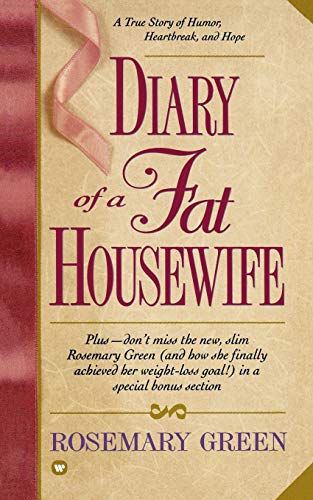 A True Story of Humor,
Heartbreak, and Hope
DIARY
of a Fat
HOUSEWIFE
Plus—don't miss the new, slim
Rosemary Green (and how she finally
achieved her weight-loss goal!) in a
special bonus section
ROSEMARY GREEN